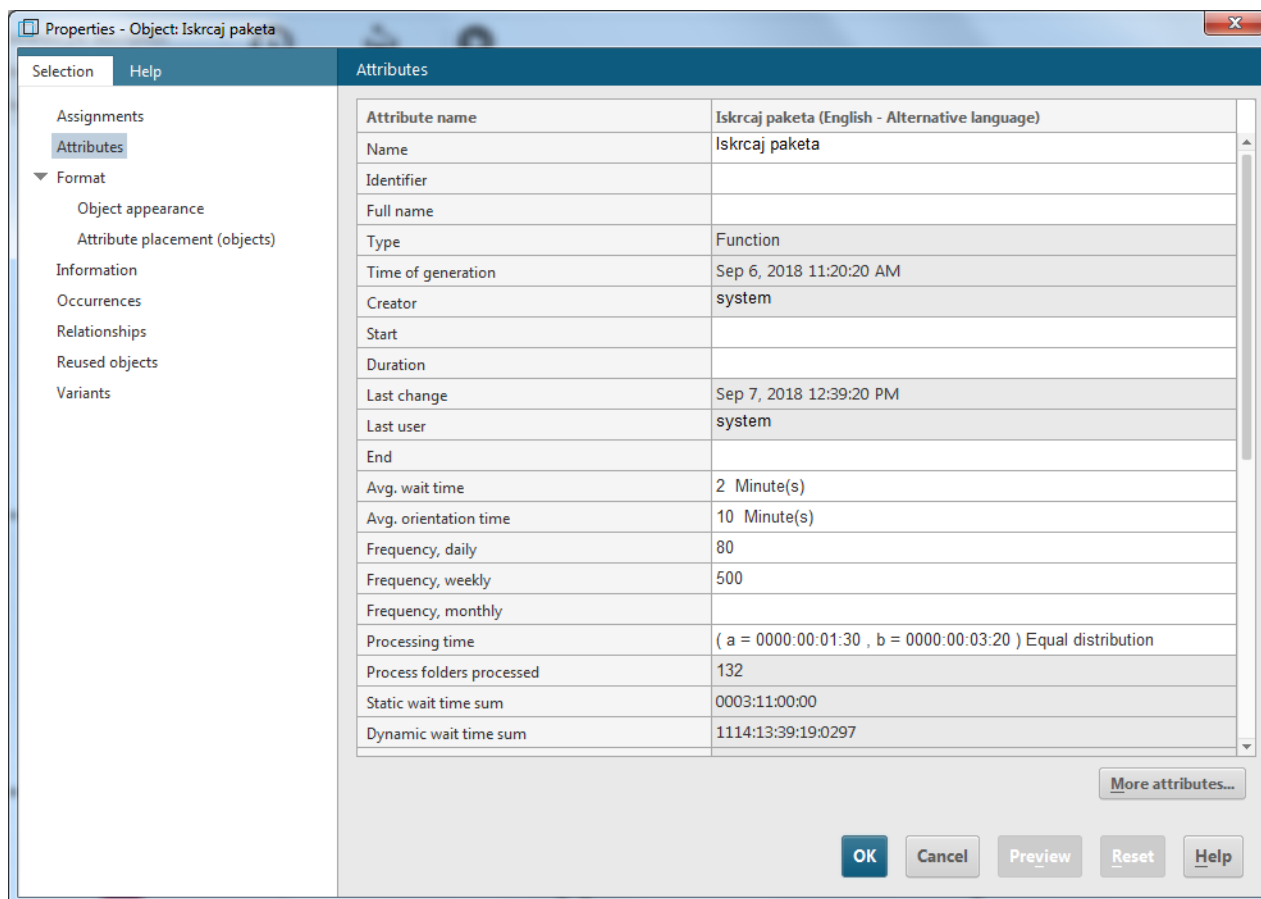 Properties - Object: Iskrcaj paketa
x
Selection Help
Attributes
Assignments
Attributes
Format
Object appearance
Attribute placement (objects)
Information
Occurrences
Relationships
Reused objects
Variants
Attribute name Iskrcaj paketa (English - Alternative language)
Name Iskrcaj paketa
Identifier
Full name
Type Function
Time of generation Sep 6, 2018 11:20:20 AM
Creator system
Start
Duration
Last change Sep 7, 2018 12:39:20 PM
Last user system
End
Avg. wait time 2 Minute(s)
Avg. orientation time 10 Minute(s)
Frequency, daily 80
Frequency, weekly 500
Frequency, monthly
Processing time ( a = 0000:00:01:30 , b = 0000:00:03:20 ) Equal distribution
Process folders processed 132
Static wait time sum 0003:11:00:00
Dynamic wait time sum 1114:13:39:19:0297
More attributes...
OK Cancel Preview Reset Help